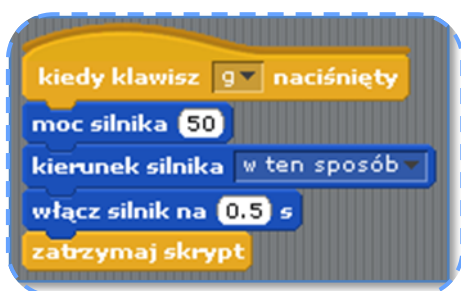 kiedy klawisz g naciśnięty
moc silnika 50
kierunek silnika w ten sposób
włącz silnik na 0.5 s
zatrzymaj skrypt